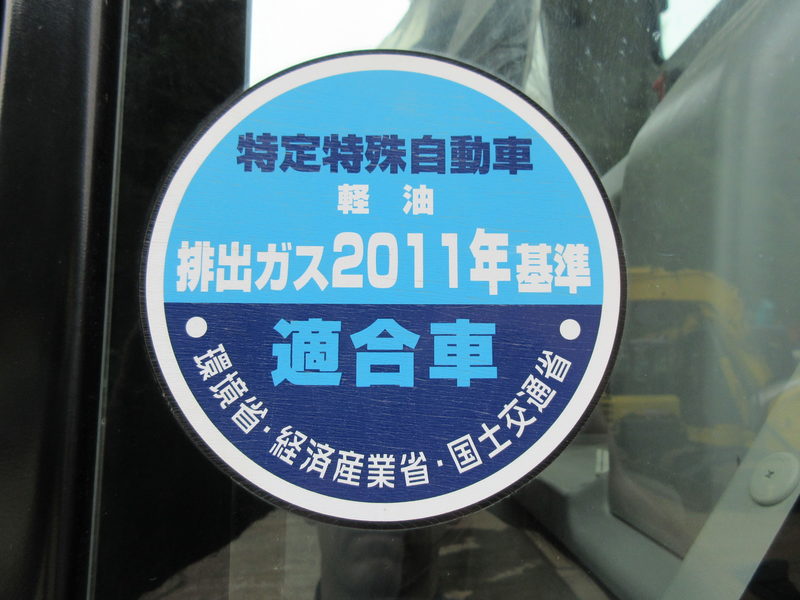 特定特殊自動車
軽油
排出ガス2011年基準
適合車
環境省・経済産業省・国土交通省